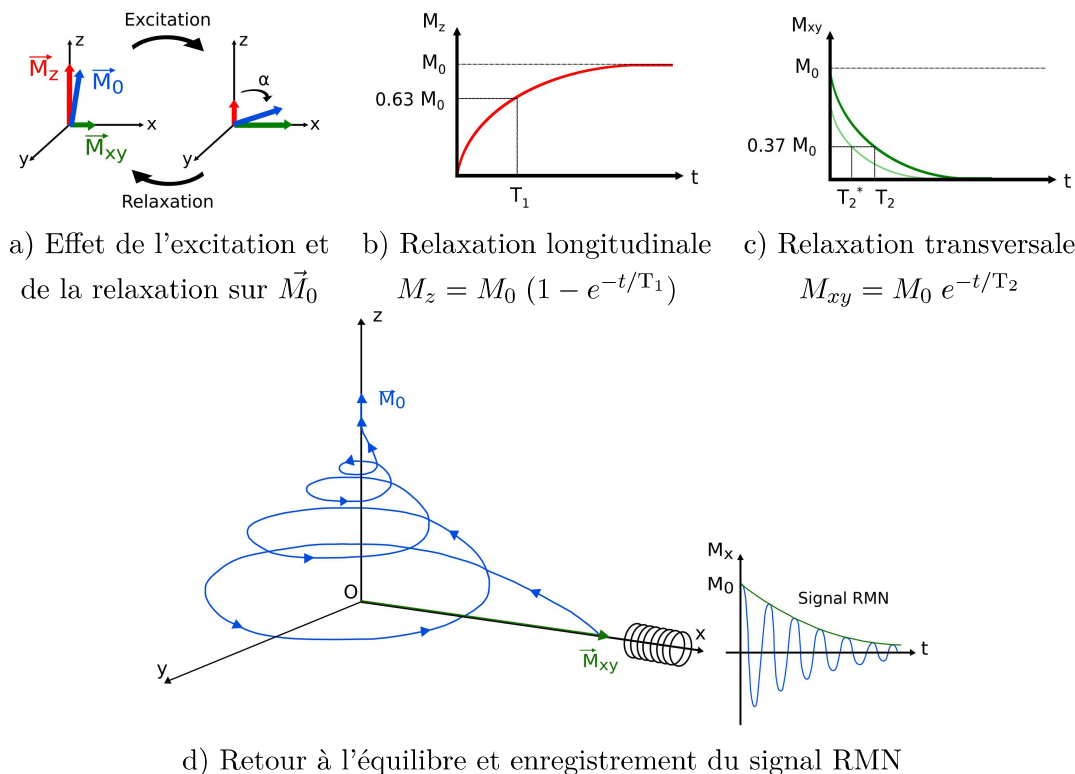 Excitation
z
M_z
M_0
x
y
M_xy
z
α
x
y
Relaxation
M_z
M_0
0.63 M_0
T_1
t
M_xy
M_0
0.37 M_0
T_2^*
T_2
t
a) Effet de l'excitation et
de la relaxation sur \vec{M_0}
b) Relaxation longitudinale
M_z = M_0 (1 − e^{−t/T_1})
c) Relaxation transversale
M_xy = M_0 e^{−t/T_2}
z
M_0
O
y
M_xy
x
M_x
M_0
Signal RMN
t
d) Retour à l'équilibre et enregistrement du signal RMN